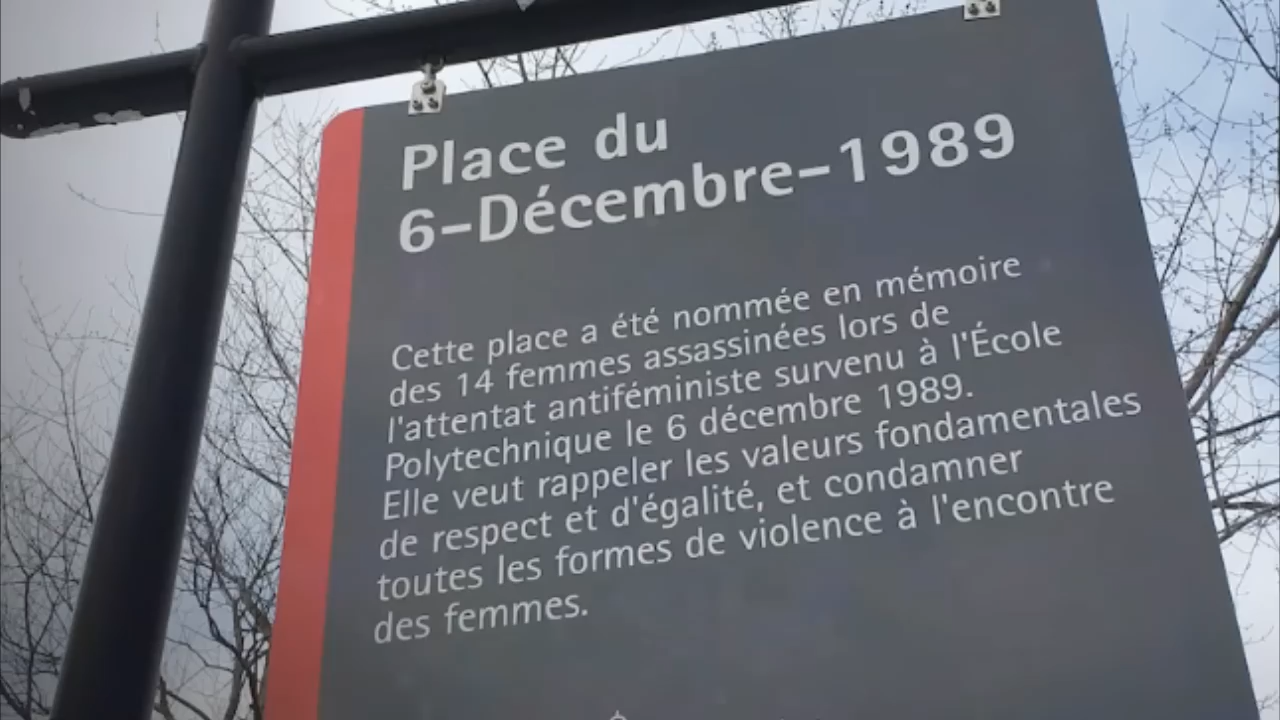 Place du
6-Décembre-1989
Cette place a été nommée en mémoire
des 14 femmes assassinées lors de
l'attentat antiféministe survenu à l'École
Polytechnique le 6 décembre 1989.
Elle veut rappeler les valeurs fondamentales
de respect et d'égalité, et condamner
toutes les formes de violence à l'encontre
des femmes.